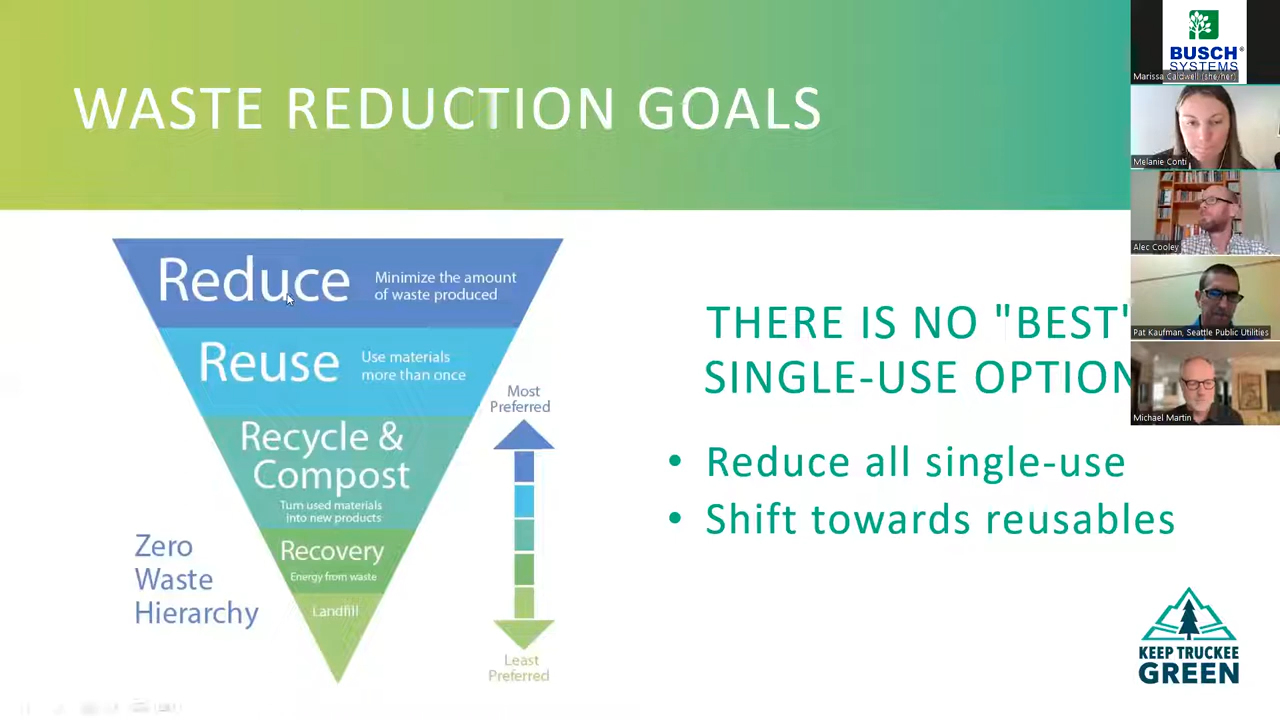 WASTE REDUCTION GOALS
Reduce
Minimize the amount
of waste produced
Reuse
Use materials
more than once
Recycle &
Compost
Turn used materials
into new products
Recovery
Energy from waste
Landfill
Most
Preferred
Least
Preferred
Zero
Waste
Hierarchy
THERE IS NO "BEST"
SINGLE-USE OPTION
• Reduce all single-use
• Shift towards reusables
KEEP TRUCKEE
GREEN
BUSCH®
SYSTEMS
Marissa Caldwell (she/her)
Melanie Conti
Alec Cooley
Pat Kaufman, Seattle Public Utilities
Michael Martin